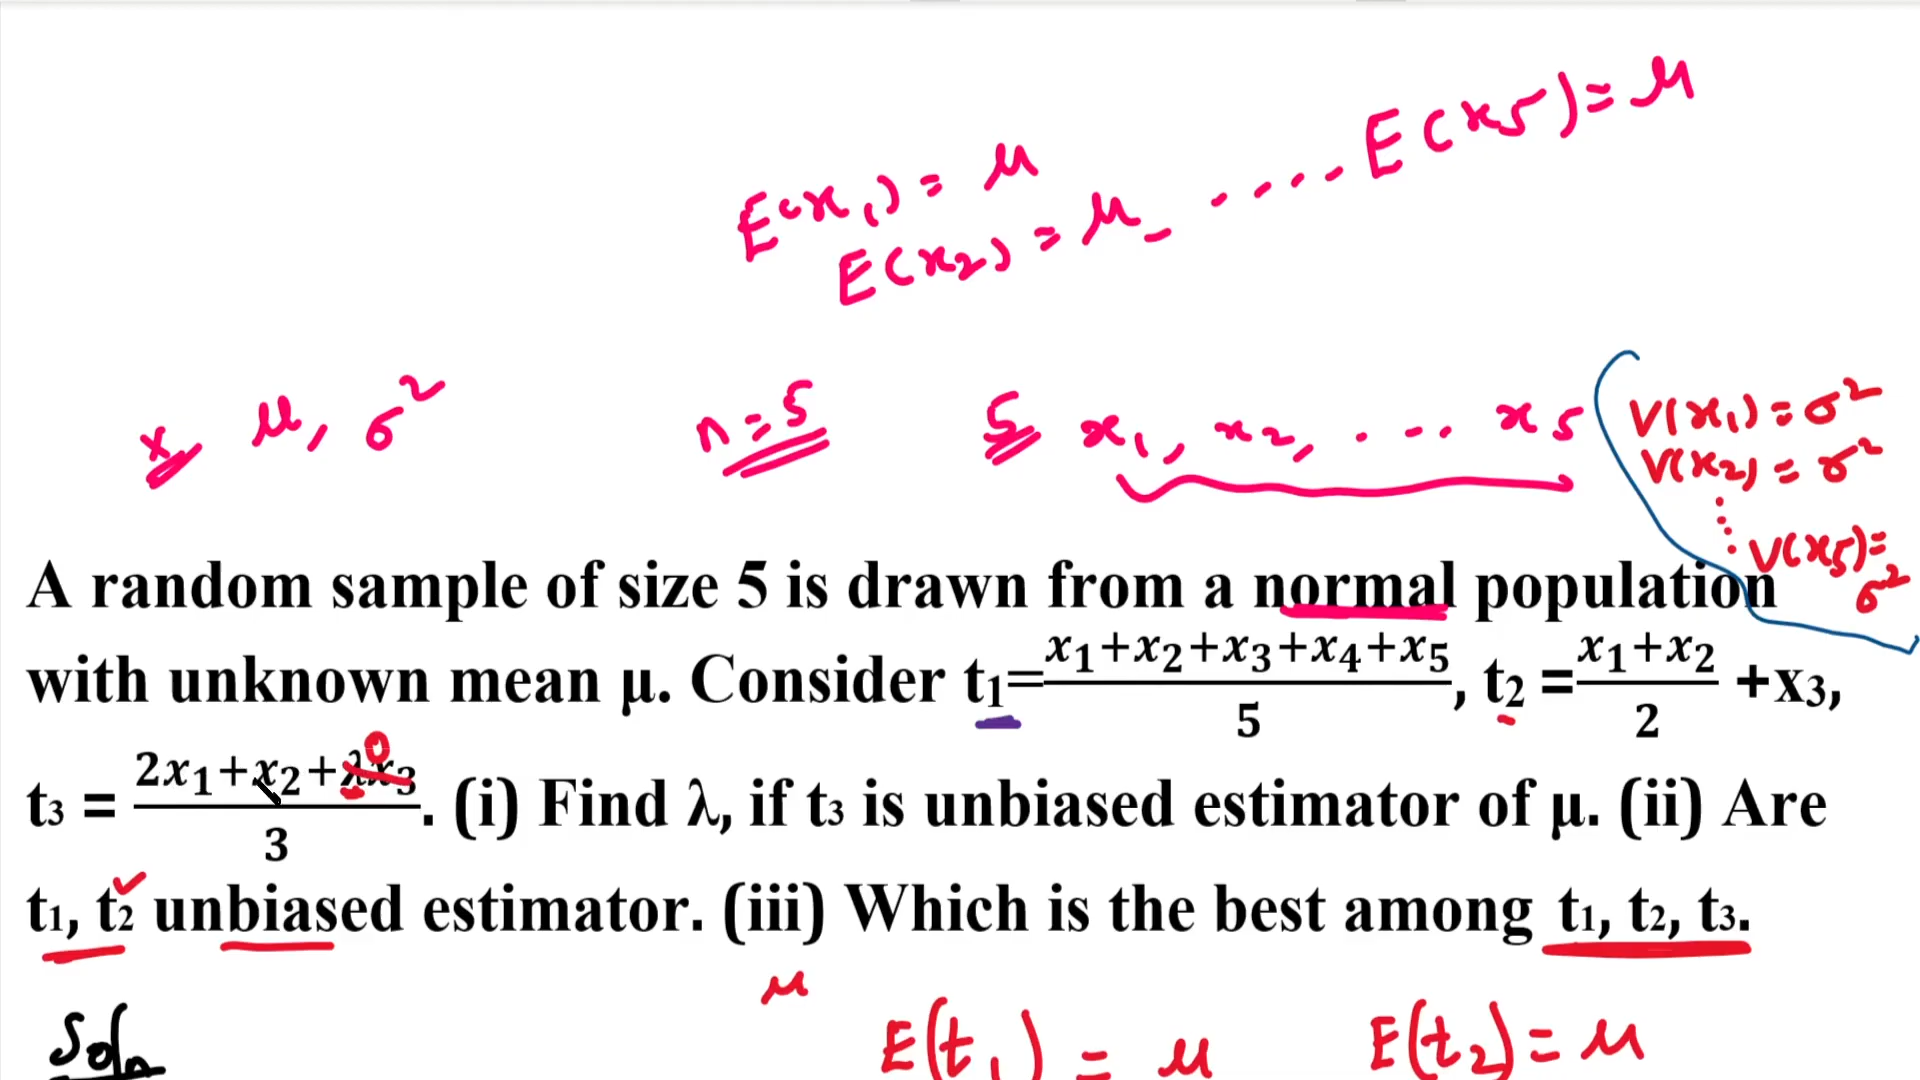 E(x₁) = μ
E(x₂) = μ - .... E(x₅) = μ
x μ, σ² n=5 5 x₁, x₂, .... x₅
V(x₁) = σ²
V(x₂) = σ²
V(x₅) =
σ²
A random sample of size 5 is drawn from a normal population
with unknown mean μ. Consider t₁=(x₁+x₂+x₃+x₄+x₅)/5, t₂ =(x₁+x₂)/2 +x₃,
0
t₃ = (2x₁+x₂+λx₃)/3. (i) Find λ, if t₃ is unbiased estimator of μ. (ii) Are
t₁, t₂ unbiased estimator. (iii) Which is the best among t₁, t₂, t₃.
μ
Soln E(t₁) = μ E(t₂) = μ